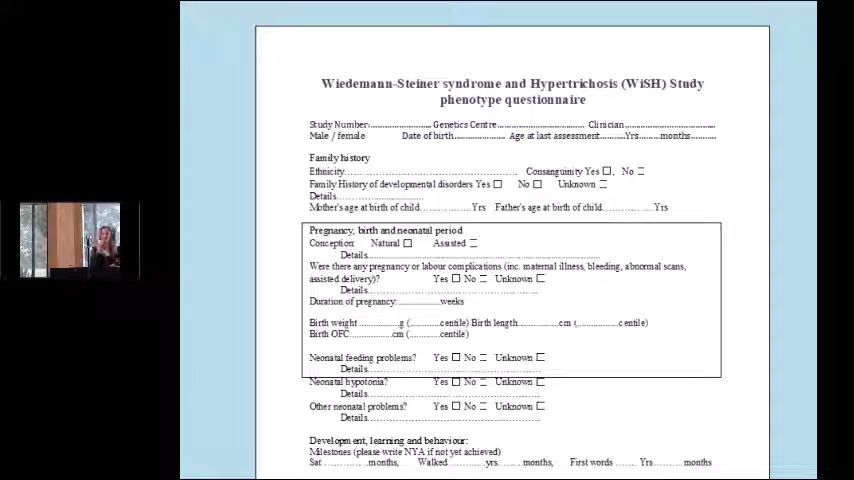 Wiedemann-Steiner syndrome and Hypertrichosis (WiSH) Study
phenotype questionnaire
Study Number:........................ Genetics Centre.................................. Clinician....................................
Male / female Date of birth.................... Age at last assessment..........Yrs......months..........
Family history
Ethnicity............................................................ Consanguinity Yes ☐, No ☐
Family History of developmental disorders Yes ☐ No ☐ Unknown ☐
Details........................................
Mother's age at birth of child.................Yrs Father's age at birth of child.................Yrs
Pregnancy, birth and neonatal period
Conception: Natural ☐ Assisted ☐
Details................................................................................
Were there any pregnancy or labour complications (inc. maternal illness, bleeding, abnormal scans,
assisted delivery)? Yes ☐ No ☐ Unknown ☐
Details............................................................
Duration of pregnancy:................weeks
Birth weight ...............g (...........centile) Birth length...............cm (...............centile)
Birth OFC...............cm (...........centile)
Neonatal feeding problems? Yes ☐ No ☐ Unknown ☐
Details............................................................
Neonatal hypotonia? Yes ☐ No ☐ Unknown ☐
Details............................................................
Other neonatal problems? Yes ☐ No ☐ Unknown ☐
Details............................................................
Development, learning and behaviour:
Milestones (please write NYA if not yet achieved)
Sat ................months, Walked .............yrs........ months, First words ....... Yrs......... months